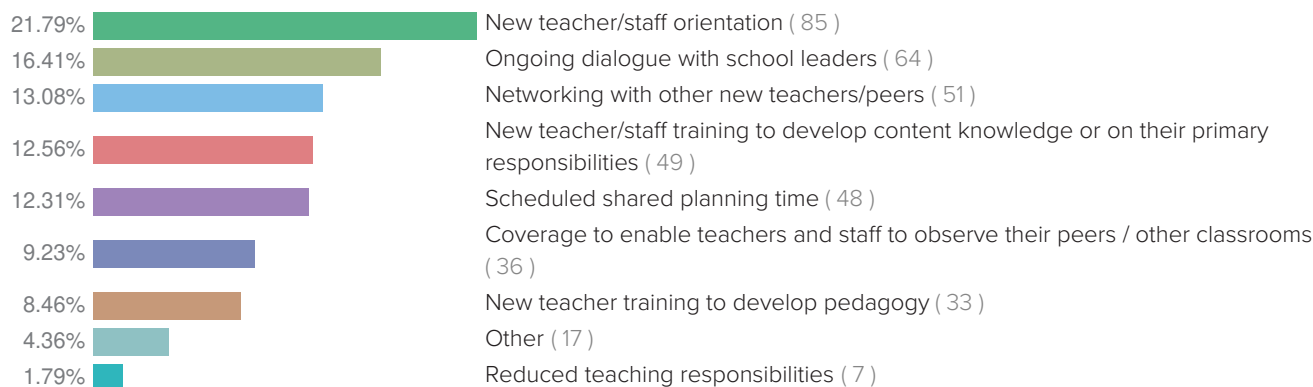 21.79% New teacher/staff orientation ( 85 )
16.41% Ongoing dialogue with school leaders ( 64 )
13.08% Networking with other new teachers/peers ( 51 )
12.56% New teacher/staff training to develop content knowledge or on their primary
responsibilities ( 49 )
12.31% Scheduled shared planning time ( 48 )
9.23% Coverage to enable teachers and staff to observe their peers / other classrooms
( 36 )
8.46% New teacher training to develop pedagogy ( 33 )
4.36% Other ( 17 )
1.79% Reduced teaching responsibilities ( 7 )